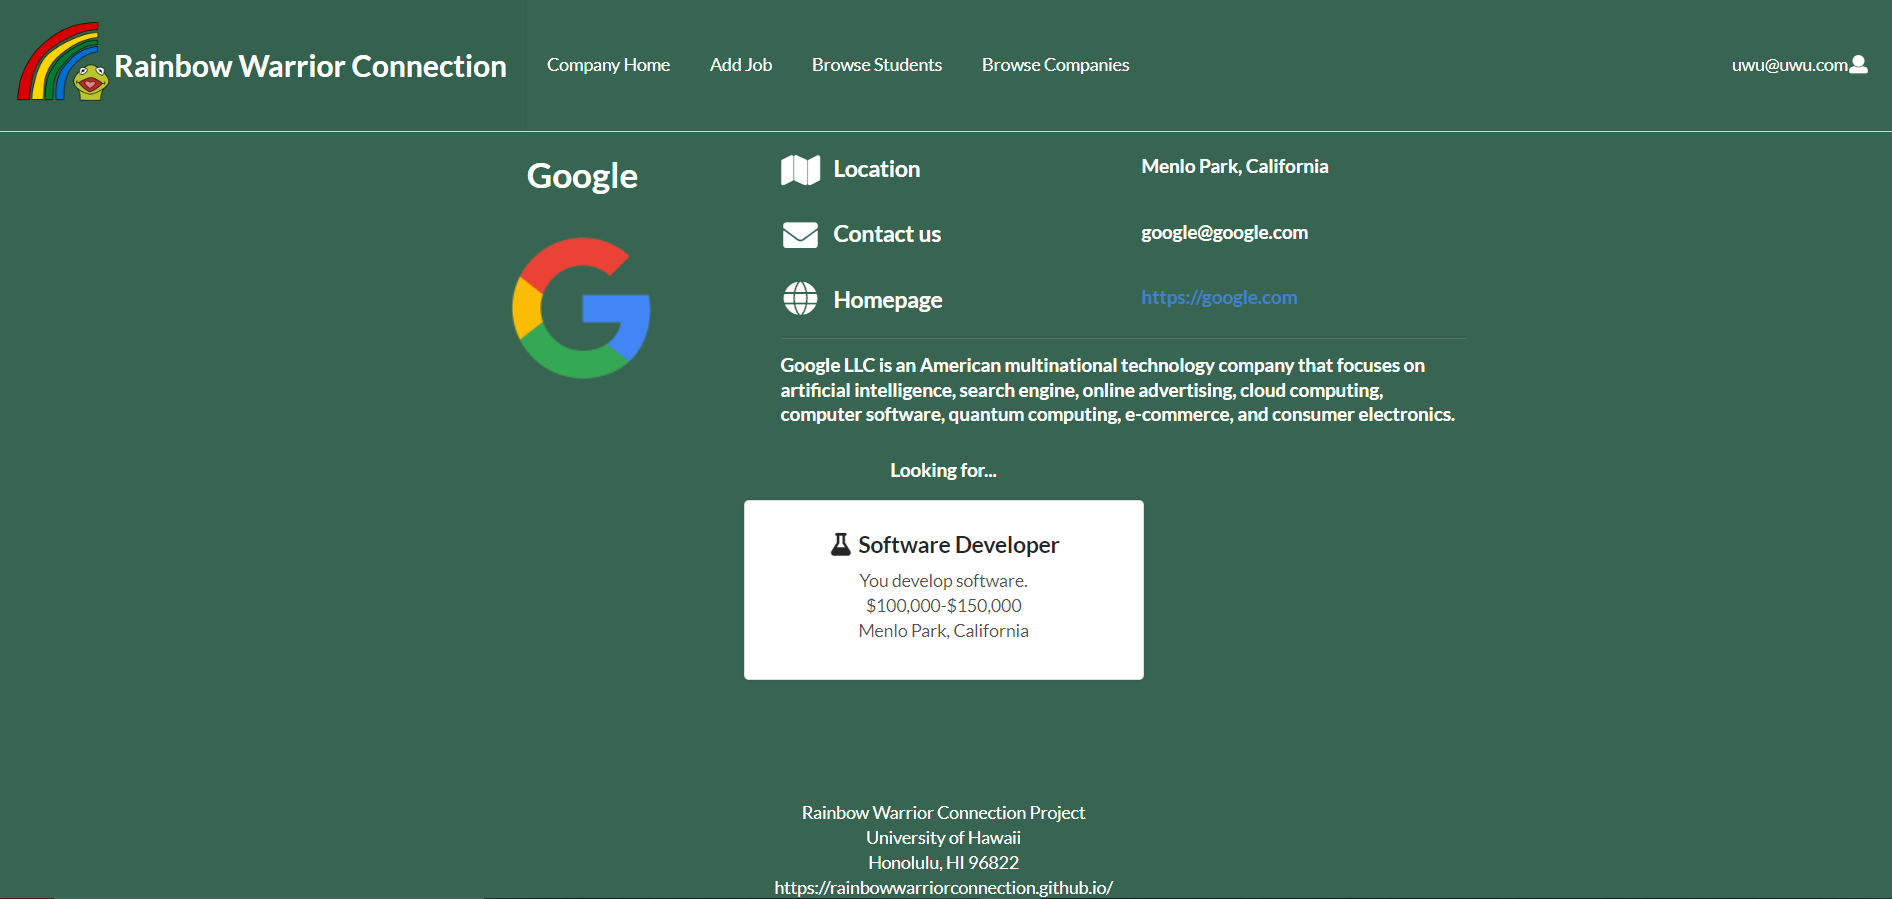 Rainbow Warrior Connection
Company Home
Add Job
Browse Students
Browse Companies
uwu@uwu.com
Google
Location
Menlo Park, California
Contact us
google@google.com
Homepage
https://google.com
Google LLC is an American multinational technology company that focuses on
artificial intelligence, search engine, online advertising, cloud computing,
computer software, quantum computing, e-commerce, and consumer electronics.
Looking for...
Software Developer
You develop software.
$100,000-$150,000
Menlo Park, California
Rainbow Warrior Connection Project
University of Hawaii
Honolulu, HI 96822
https://rainbowwarriorconnection.github.io/